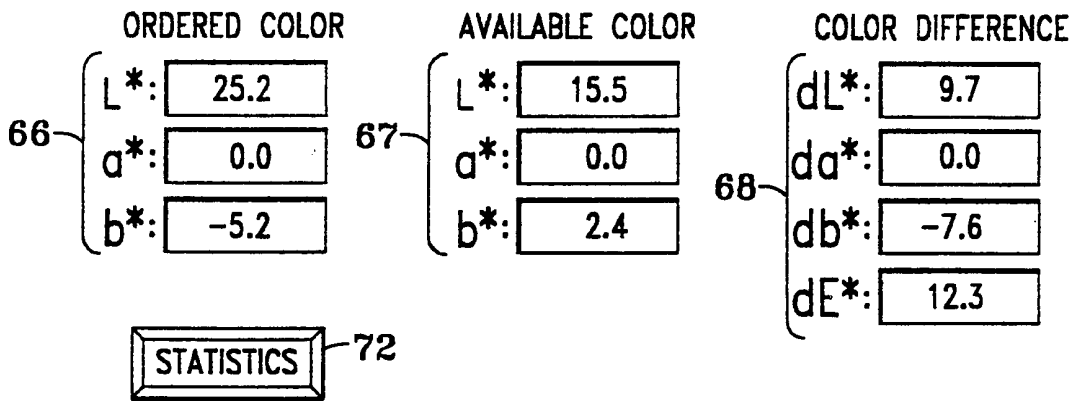 ORDERED COLOR
66
L*: 25.2
a*: 0.0
b*: -5.2
AVAILABLE COLOR
67
L*: 15.5
a*: 0.0
b*: 2.4
COLOR DIFFERENCE
68
dL*: 9.7
da*: 0.0
db*: -7.6
dE*: 12.3
STATISTICS
72